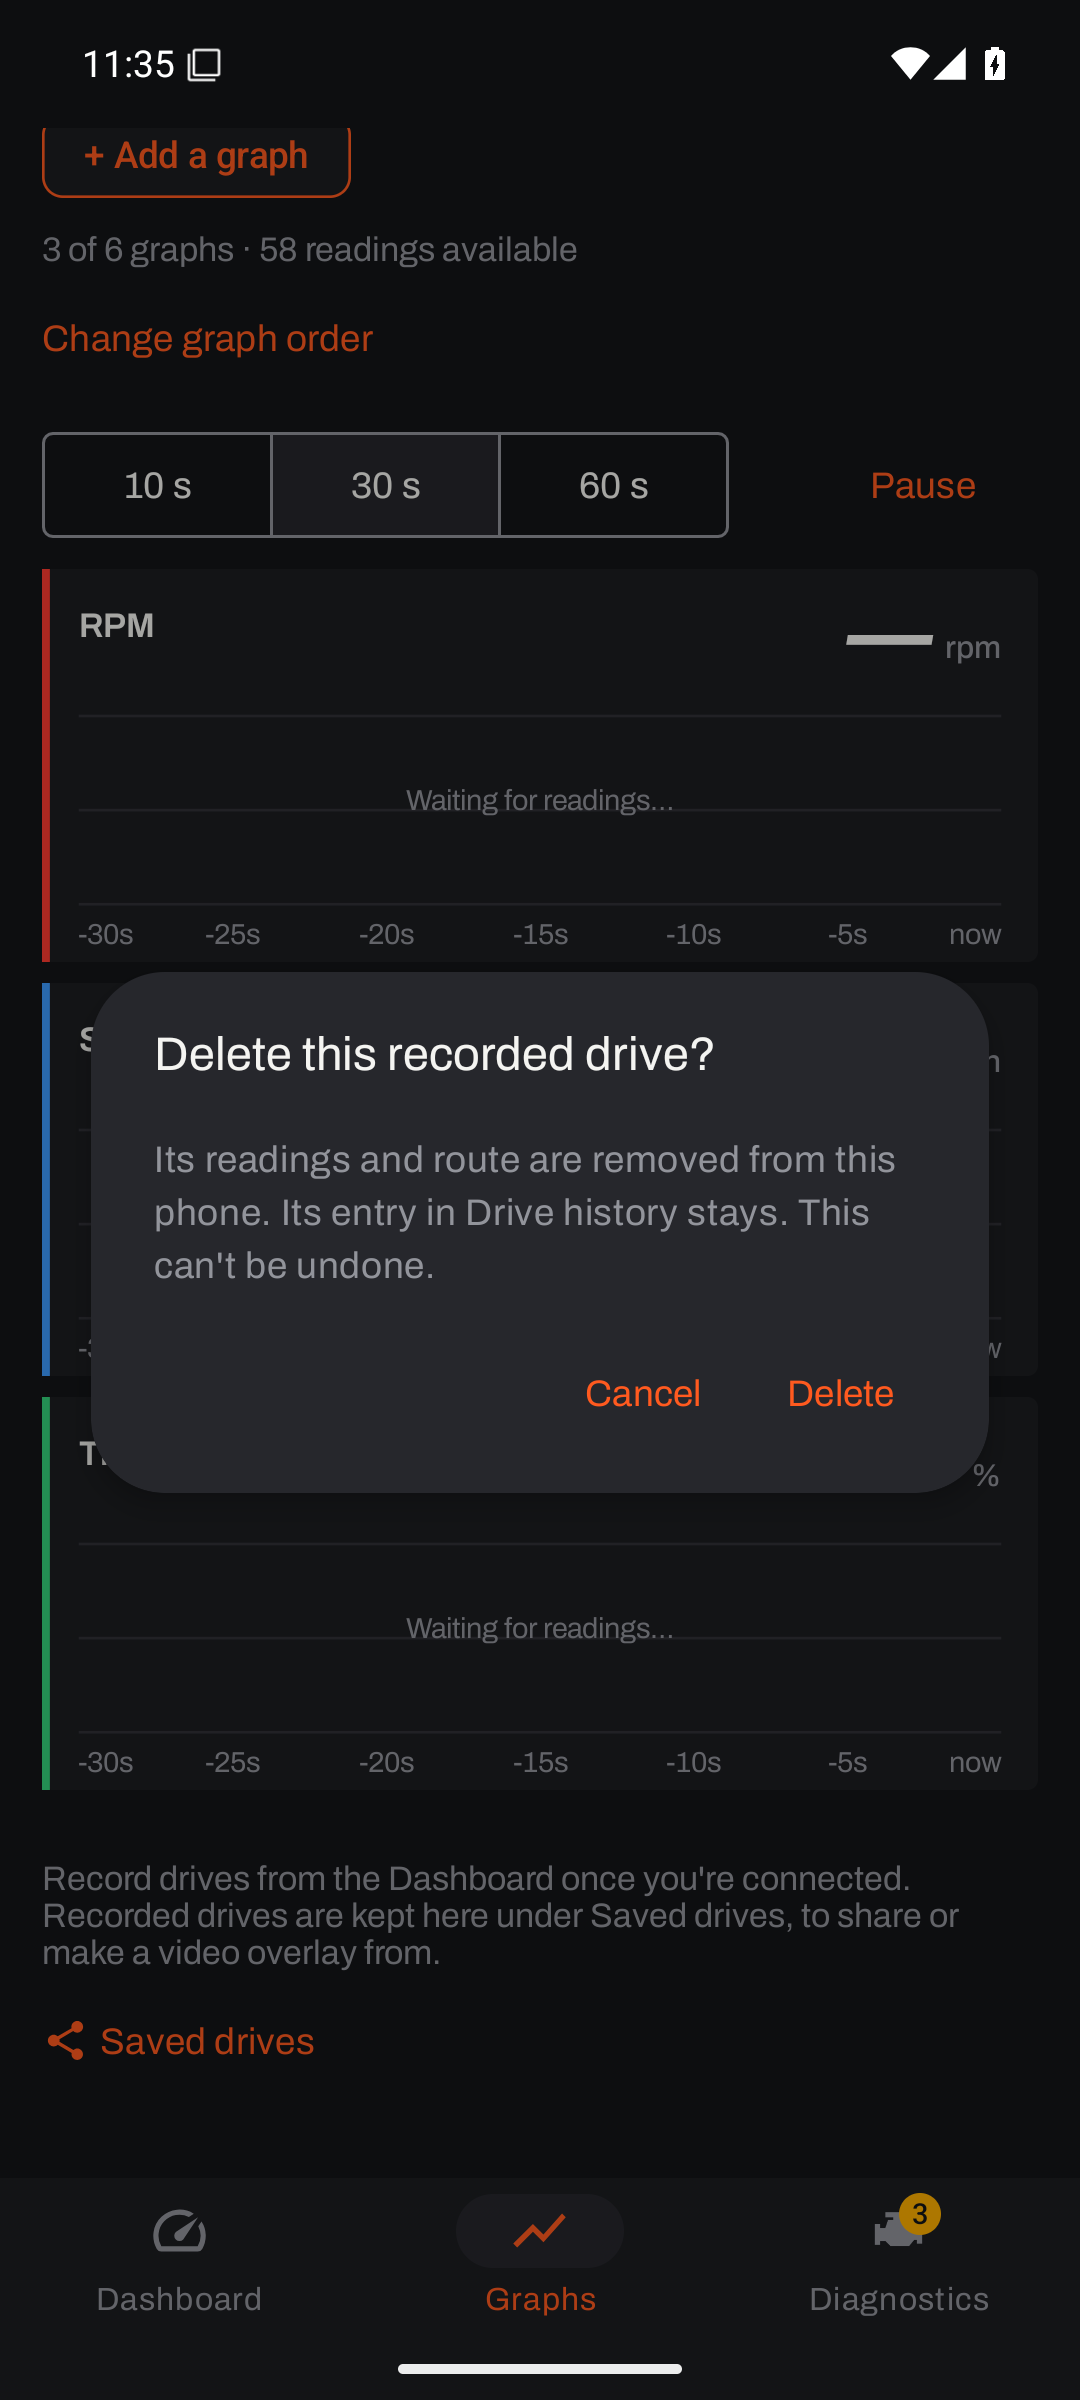 11:35
+ Add a graph
3 of 6 graphs · 58 readings available
Change graph order
10 s
30 s
60 s
Pause
RPM
rpm
Waiting for readings...
-30s -25s -20s -15s -10s -5s now
Delete this recorded drive?
Its readings and route are removed from this
phone. Its entry in Drive history stays. This
can't be undone.
Cancel
Delete
%
Waiting for readings...
-30s -25s -20s -15s -10s -5s now
Record drives from the Dashboard once you're connected.
Recorded drives are kept here under Saved drives, to share or
make a video overlay from.
Saved drives
3
Dashboard
Graphs
Diagnostics